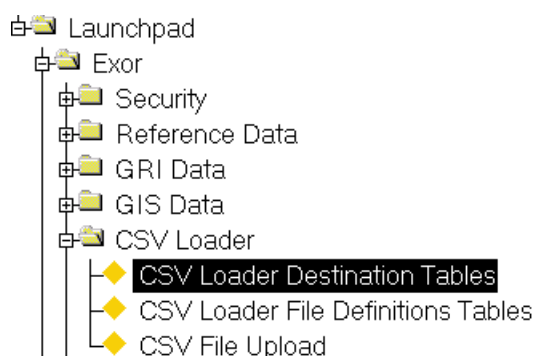 Launchpad
Exor
Security
Reference Data
GRI Data
GIS Data
CSV Loader
CSV Loader Destination Tables
CSV Loader File Definitions Tables
CSV File Upload